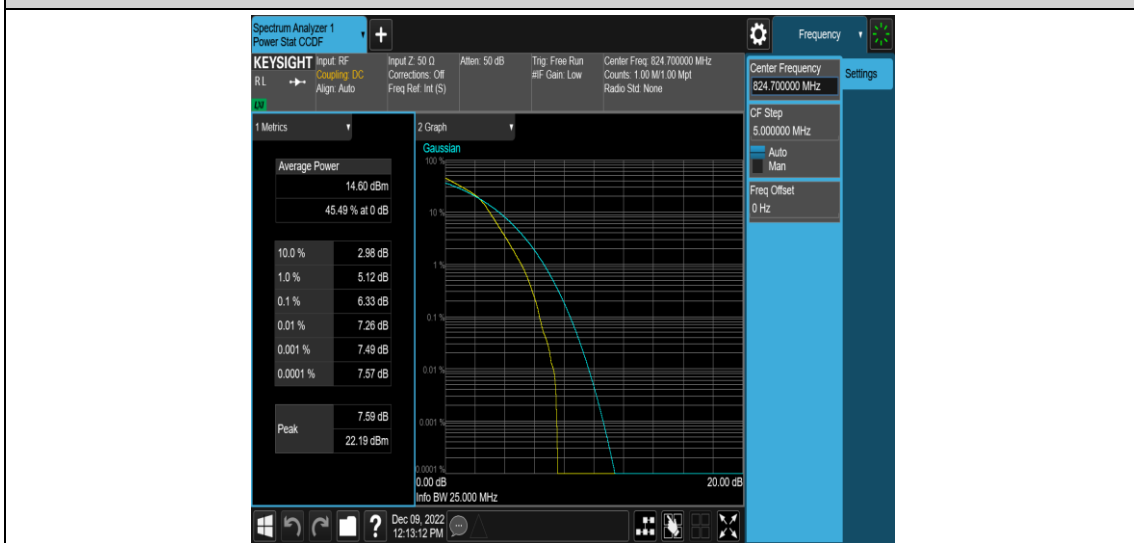 Spectrum Analyzer 1
Power Stat CCDF
+
Frequency
KEYSIGHT
RL
LXI
Input: RF
Coupling: DC
Align: Auto
Input Z: 50 Ω
Corrections: Off
Freq Ref: Int (S)
Atten: 50 dB
Trig: Free Run
#IF Gain: Low
Center Freq: 824.700000 MHz
Counts: 1.00 M/1.00 Mpt
Radio Std: None
Center Frequency
824.700000 MHz
Settings
CF Step
5.000000 MHz
Auto
Man
Freq Offset
0 Hz
1 Metrics
Average Power
14.60 dBm
45.49 % at 0 dB
10.0 % 2.98 dB
1.0 % 5.12 dB
0.1 % 6.33 dB
0.01 % 7.26 dB
0.001 % 7.49 dB
0.0001 % 7.57 dB
Peak
7.59 dB
22.19 dBm
2 Graph
Gaussian
100 %
10 %
1 %
0.1 %
0.01 %
0.001 %
0.0001 %
0.00 dB 20.00 dB
Info BW 25.000 MHz
?
Dec 09, 2022
12:13:12 PM